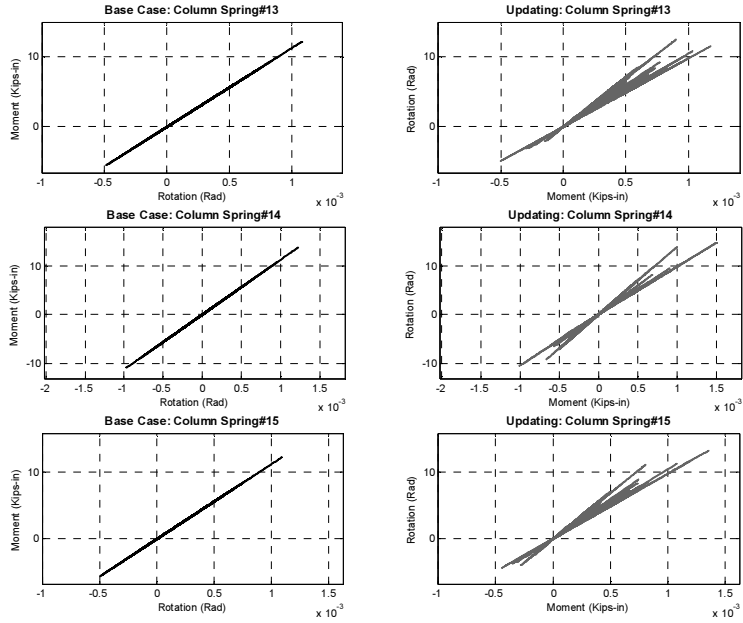 Base Case: Column Spring#13
Moment (Kips-in)
10
0
-1
-0.5
0
0.5
1
Rotation (Rad)
x 10⁻³
Updating: Column Spring#13
Rotation (Rad)
10
0
-1
-0.5
0
0.5
1
Moment (Kips-in)
x 10⁻³
Base Case: Column Spring#14
Moment (Kips-in)
10
0
-10
-2
-1.5
-1
-0.5
0
0.5
1
1.5
Rotation (Rad)
x 10⁻³
Updating: Column Spring#14
Rotation (Rad)
10
0
-10
-2
-1.5
-1
-0.5
0
0.5
1
1.5
Moment (Kips-in)
x 10⁻³
Base Case: Column Spring#15
Moment (Kips-in)
10
0
-1
-0.5
0
0.5
1
1.5
Rotation (Rad)
x 10⁻³
Updating: Column Spring#15
Rotation (Rad)
10
0
-1
-0.5
0
0.5
1
1.5
Moment (Kips-in)
x 10⁻³